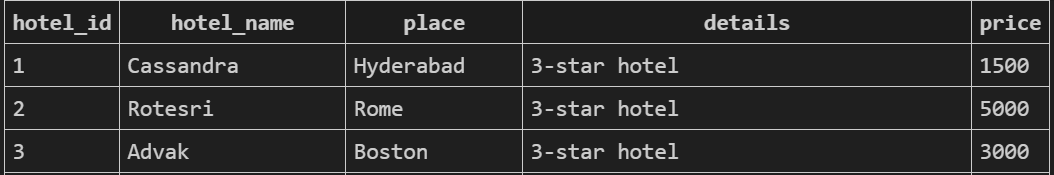 hotel_id hotel_name place details price
1 Cassandra Hyderabad 3-star hotel 1500
2 Rotesri Rome 3-star hotel 5000
3 Advak Boston 3-star hotel 3000